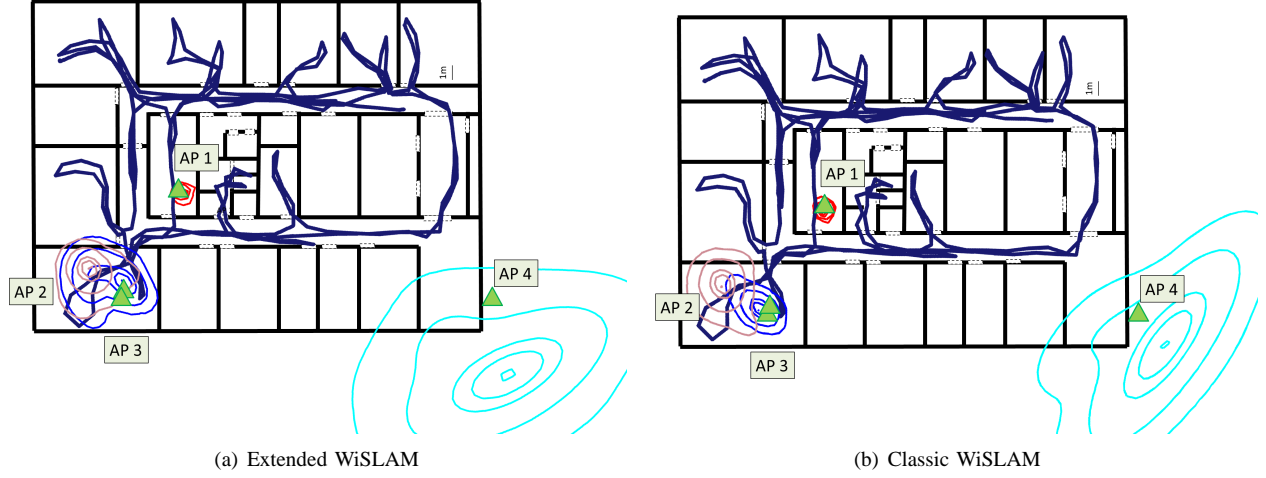 1m
AP 1
AP 2
AP 3
AP 4
(a) Extended WiSLAM
1m
AP 1
AP 2
AP 3
AP 4
(b) Classic WiSLAM